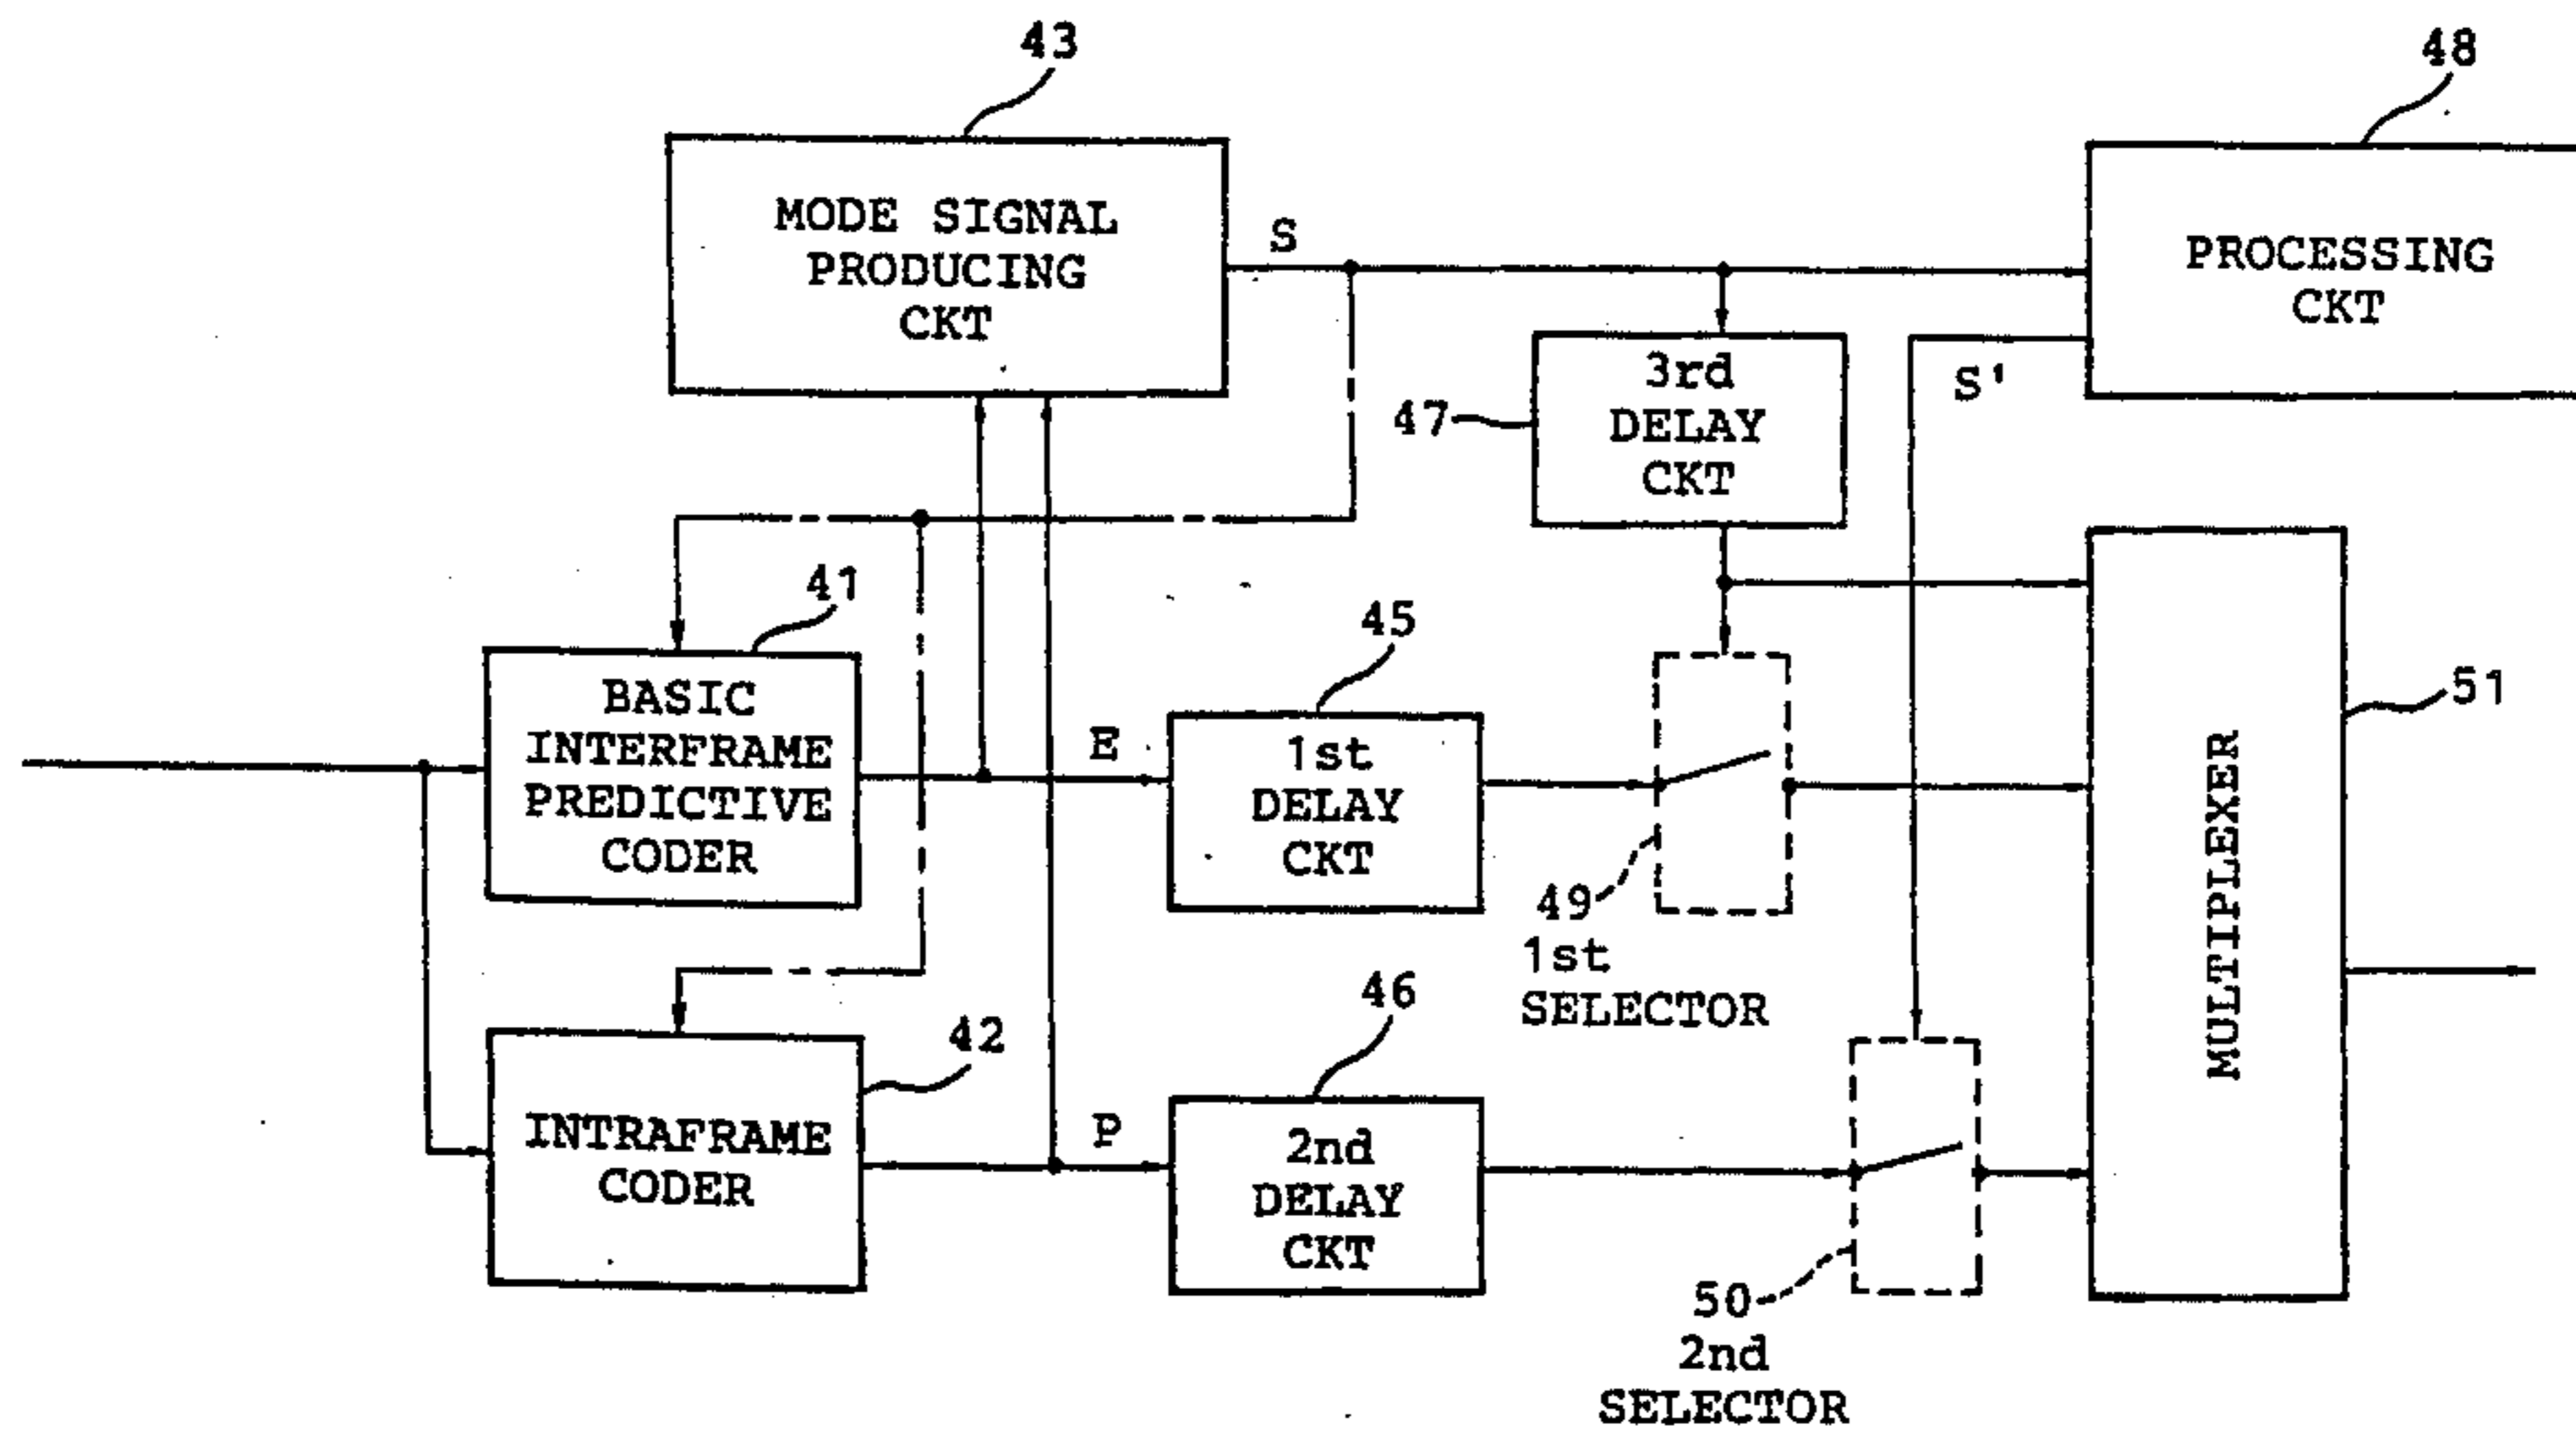 43
48
MODE SIGNAL
PRODUCING
CKT
S
PROCESSING
CKT
3rd
DELAY
CKT
47
S'
41
BASIC
INTERFRAME
PREDICTIVE
CODER
E
45
1st
DELAY
CKT
49
1st
SELECTOR
51
MULTIPLEXER
42
INTRAFRAME
CODER
P
46
2nd
DELAY
CKT
50
2nd
SELECTOR